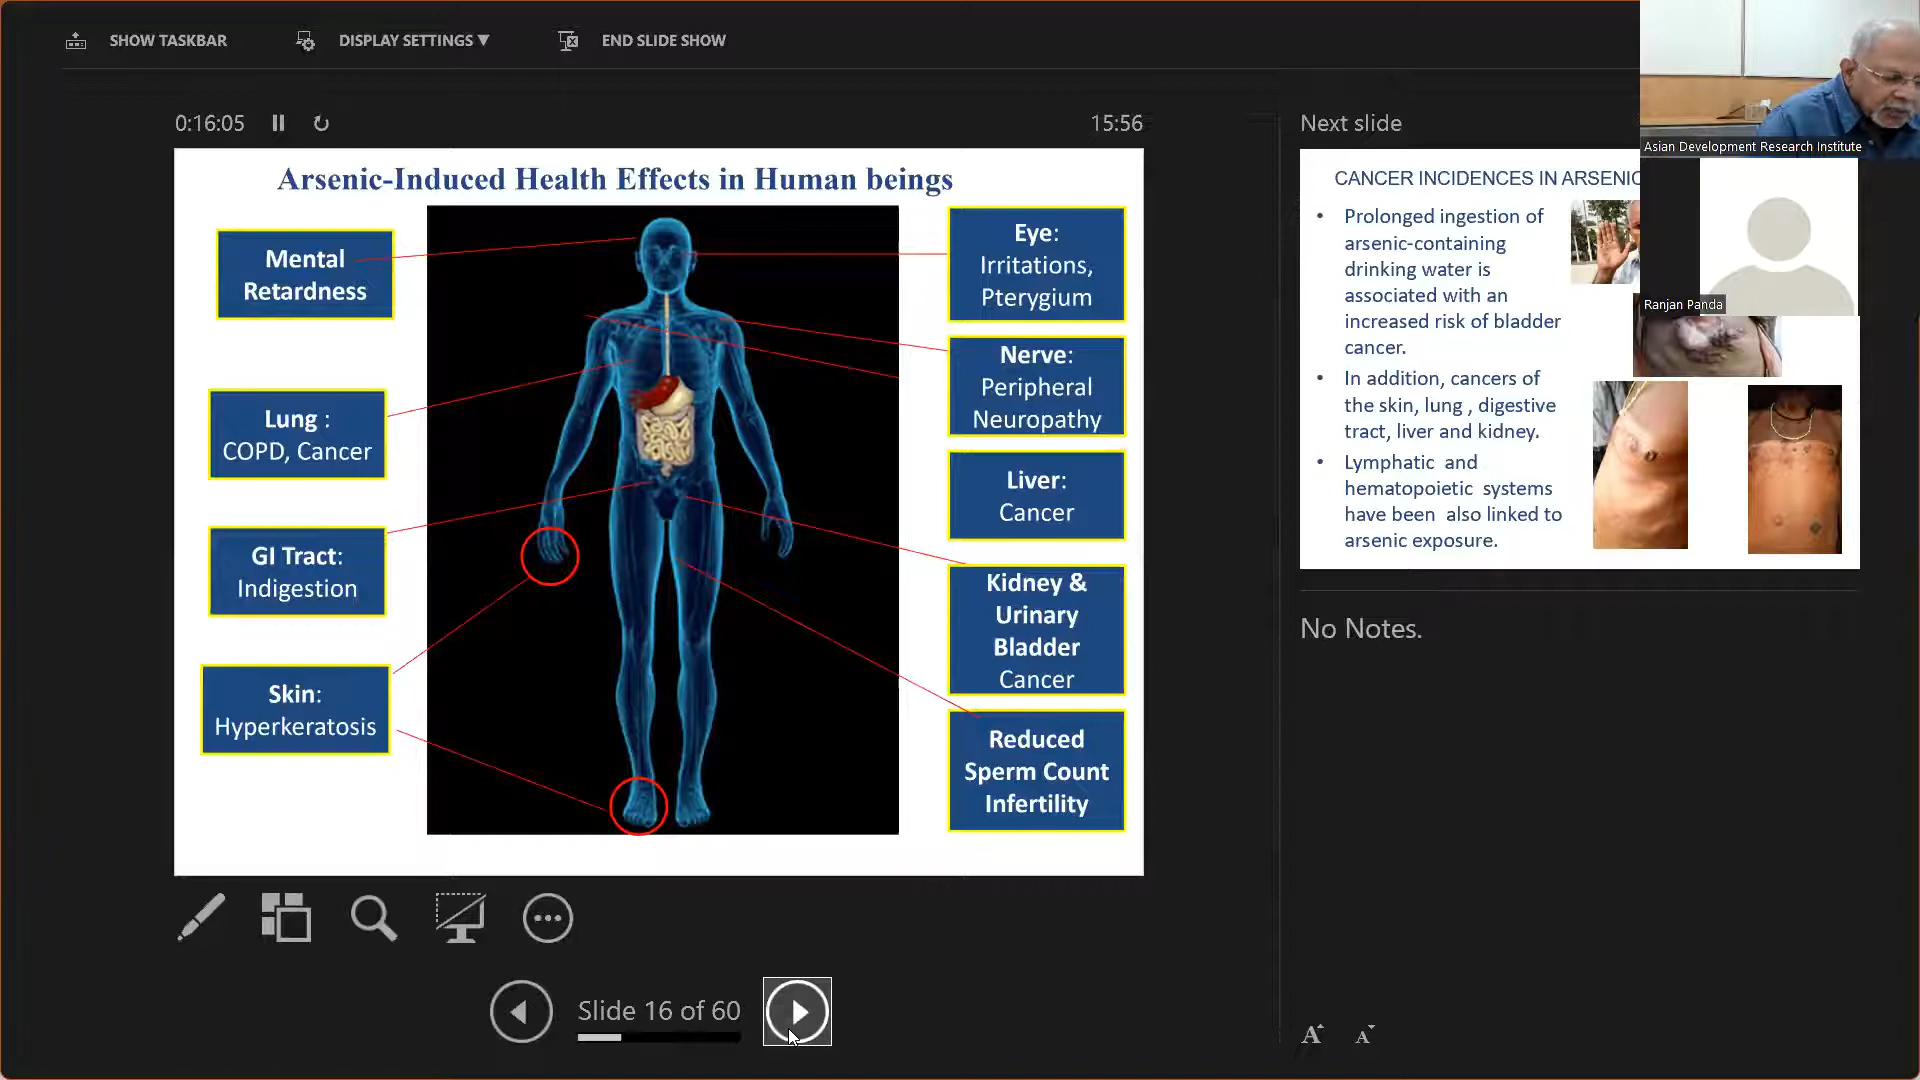 SHOW TASKBAR
DISPLAY SETTINGS ▼
END SLIDE SHOW
0:16:05
15:56
Arsenic-Induced Health Effects in Human beings
Mental
Retardness
Lung :
COPD, Cancer
GI Tract:
Indigestion
Skin:
Hyperkeratosis
Eye:
Irritations,
Pterygium
Nerve:
Peripheral
Neuropathy
Liver:
Cancer
Kidney &
Urinary
Bladder
Cancer
Reduced
Sperm Count
Infertility
Slide 16 of 60
Next slide
CANCER INCIDENCES IN ARSENIC
• Prolonged ingestion of
arsenic-containing
drinking water is
associated with an
increased risk of bladder
cancer.
• In addition, cancers of
the skin, lung , digestive
tract, liver and kidney.
• Lymphatic and
hematopoietic systems
have been also linked to
arsenic exposure.
No Notes.
A A
Asian Development Research Institute
Ranjan Panda